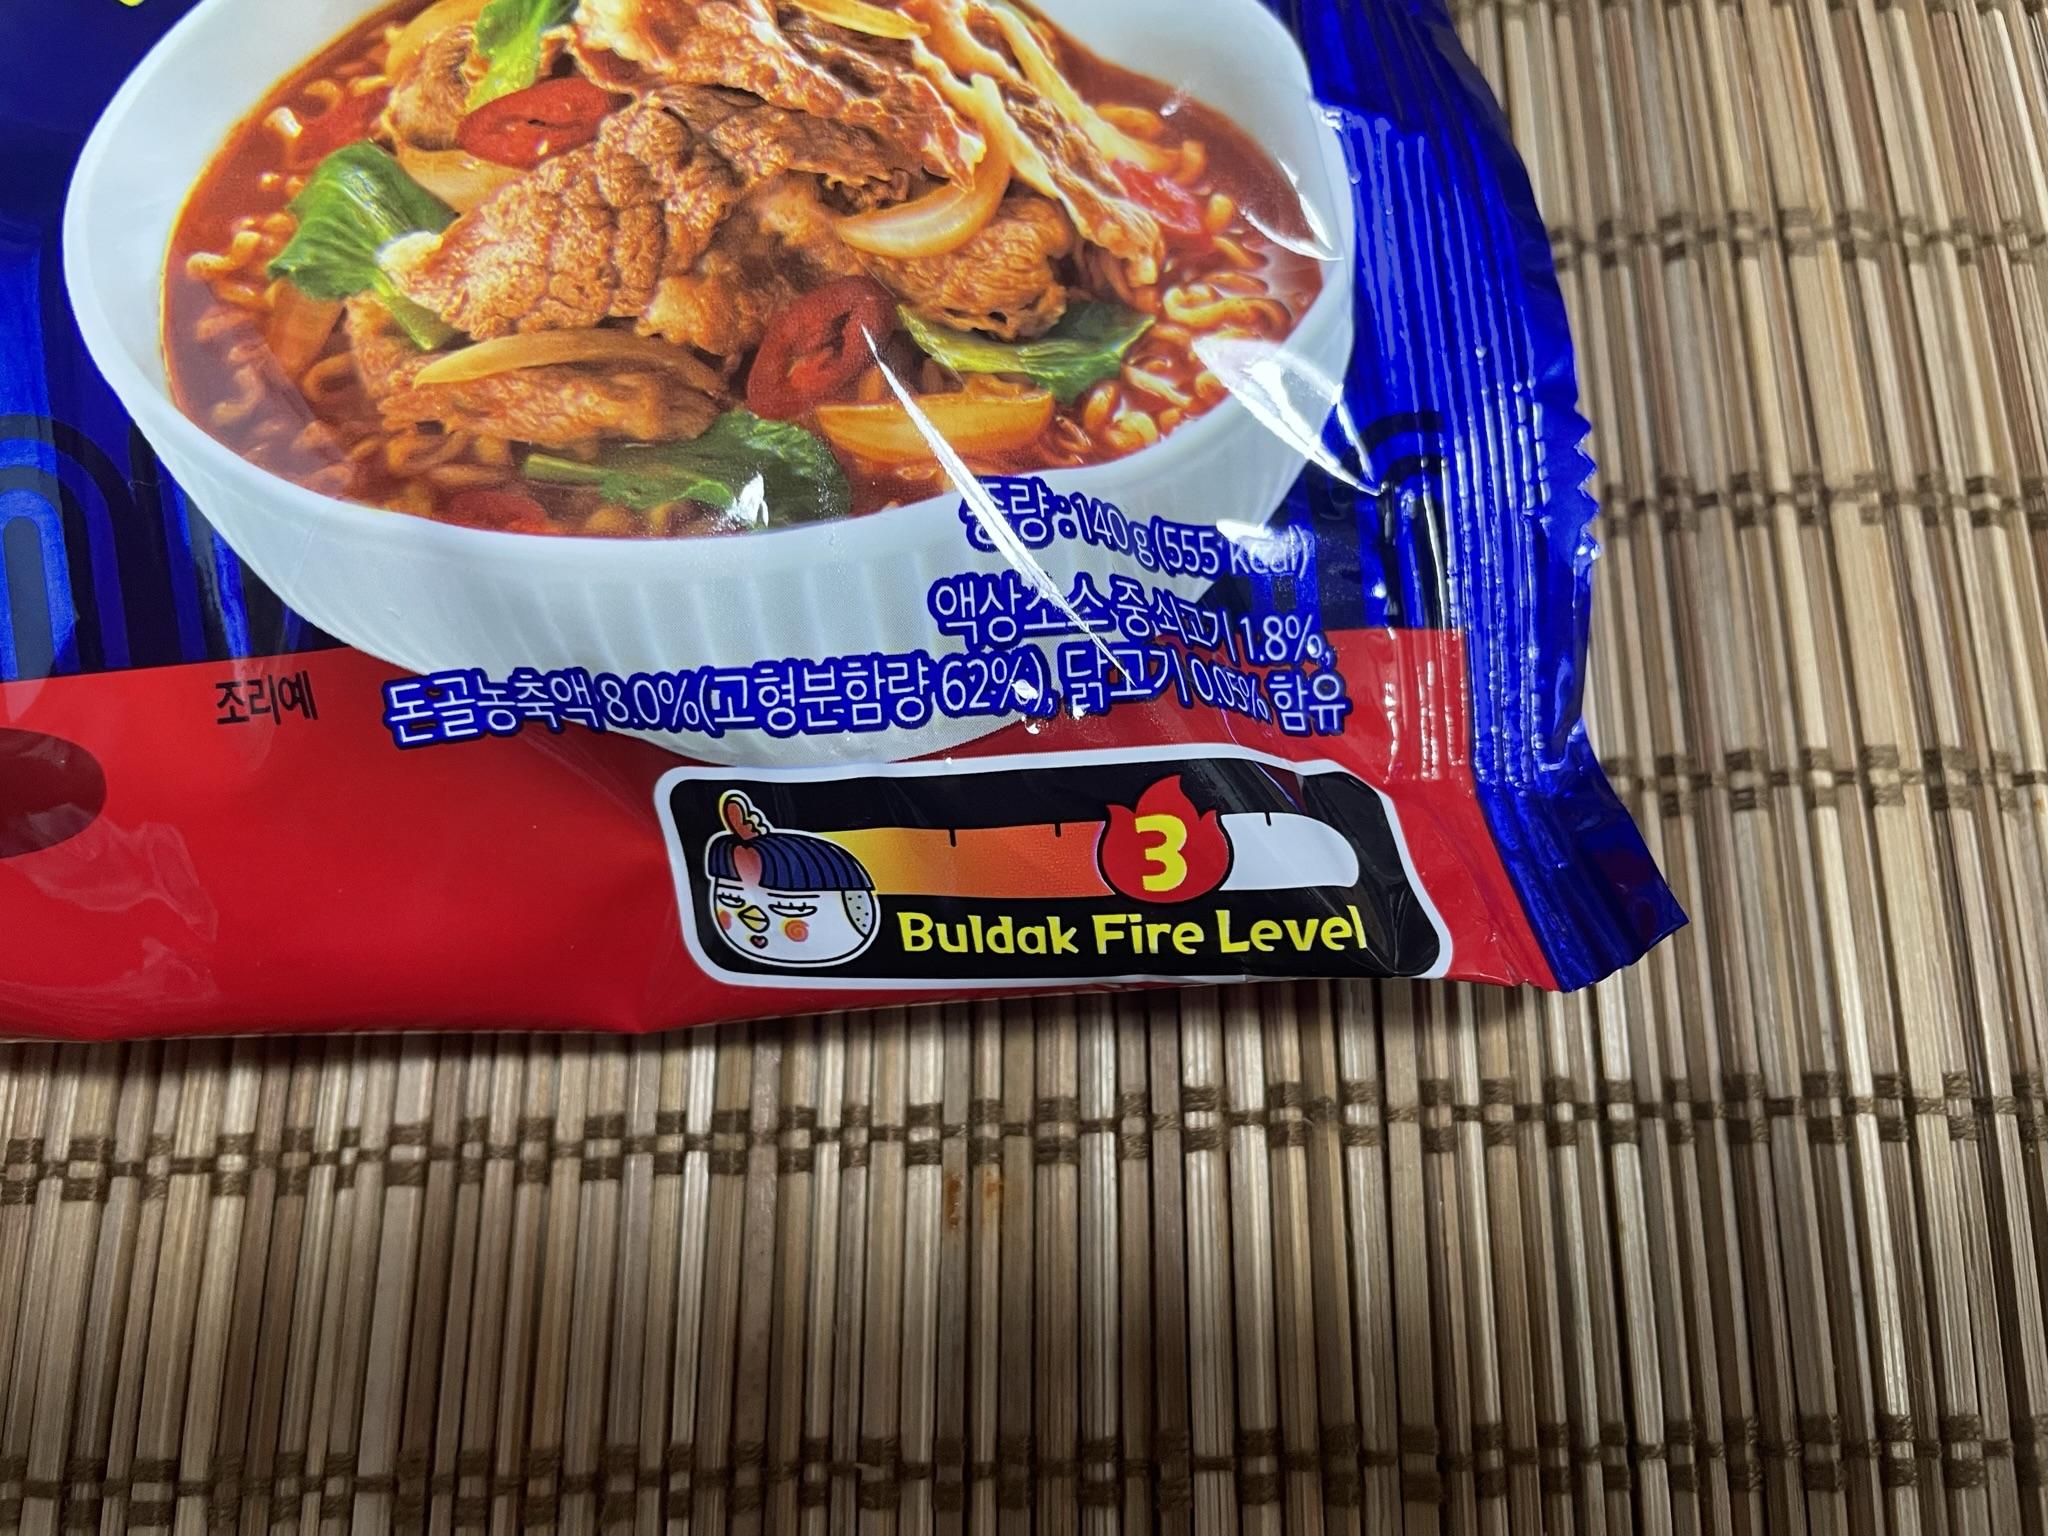 중량 : 140 g (555 kcal)
액상소스 중 쇠고기 1.8%,
돈골농축액 8.0%(고형분함량 62%), 닭고기 0.05% 함유
조리예
3
Buldak Fire Level